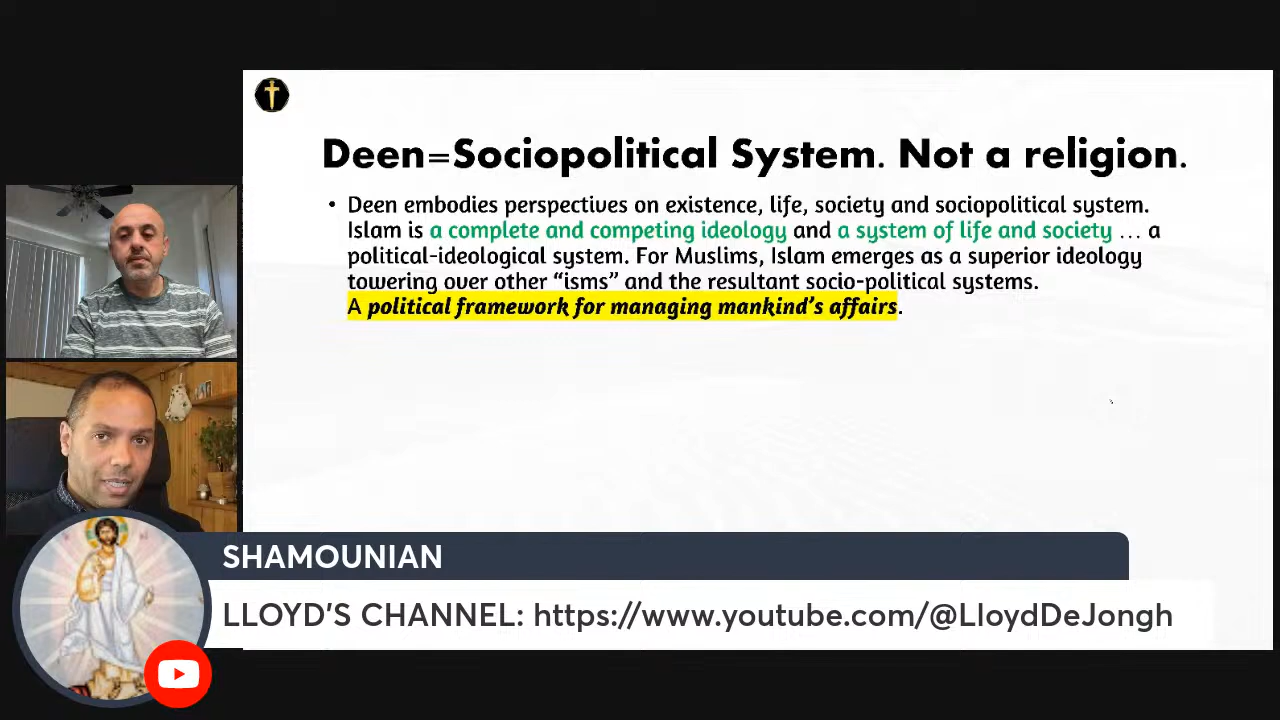 Deen=Sociopolitical System. Not a religion.
• Deen embodies perspectives on existence, life, society and sociopolitical system.
Islam is a complete and competing ideology and a system of life and society ... a
political-ideological system. For Muslims, Islam emerges as a superior ideology
towering over other “isms” and the resultant socio-political systems.
A political framework for managing mankind’s affairs.
SHAMOUNIAN
LLOYD'S CHANNEL: https://www.youtube.com/@LloydDeJongh